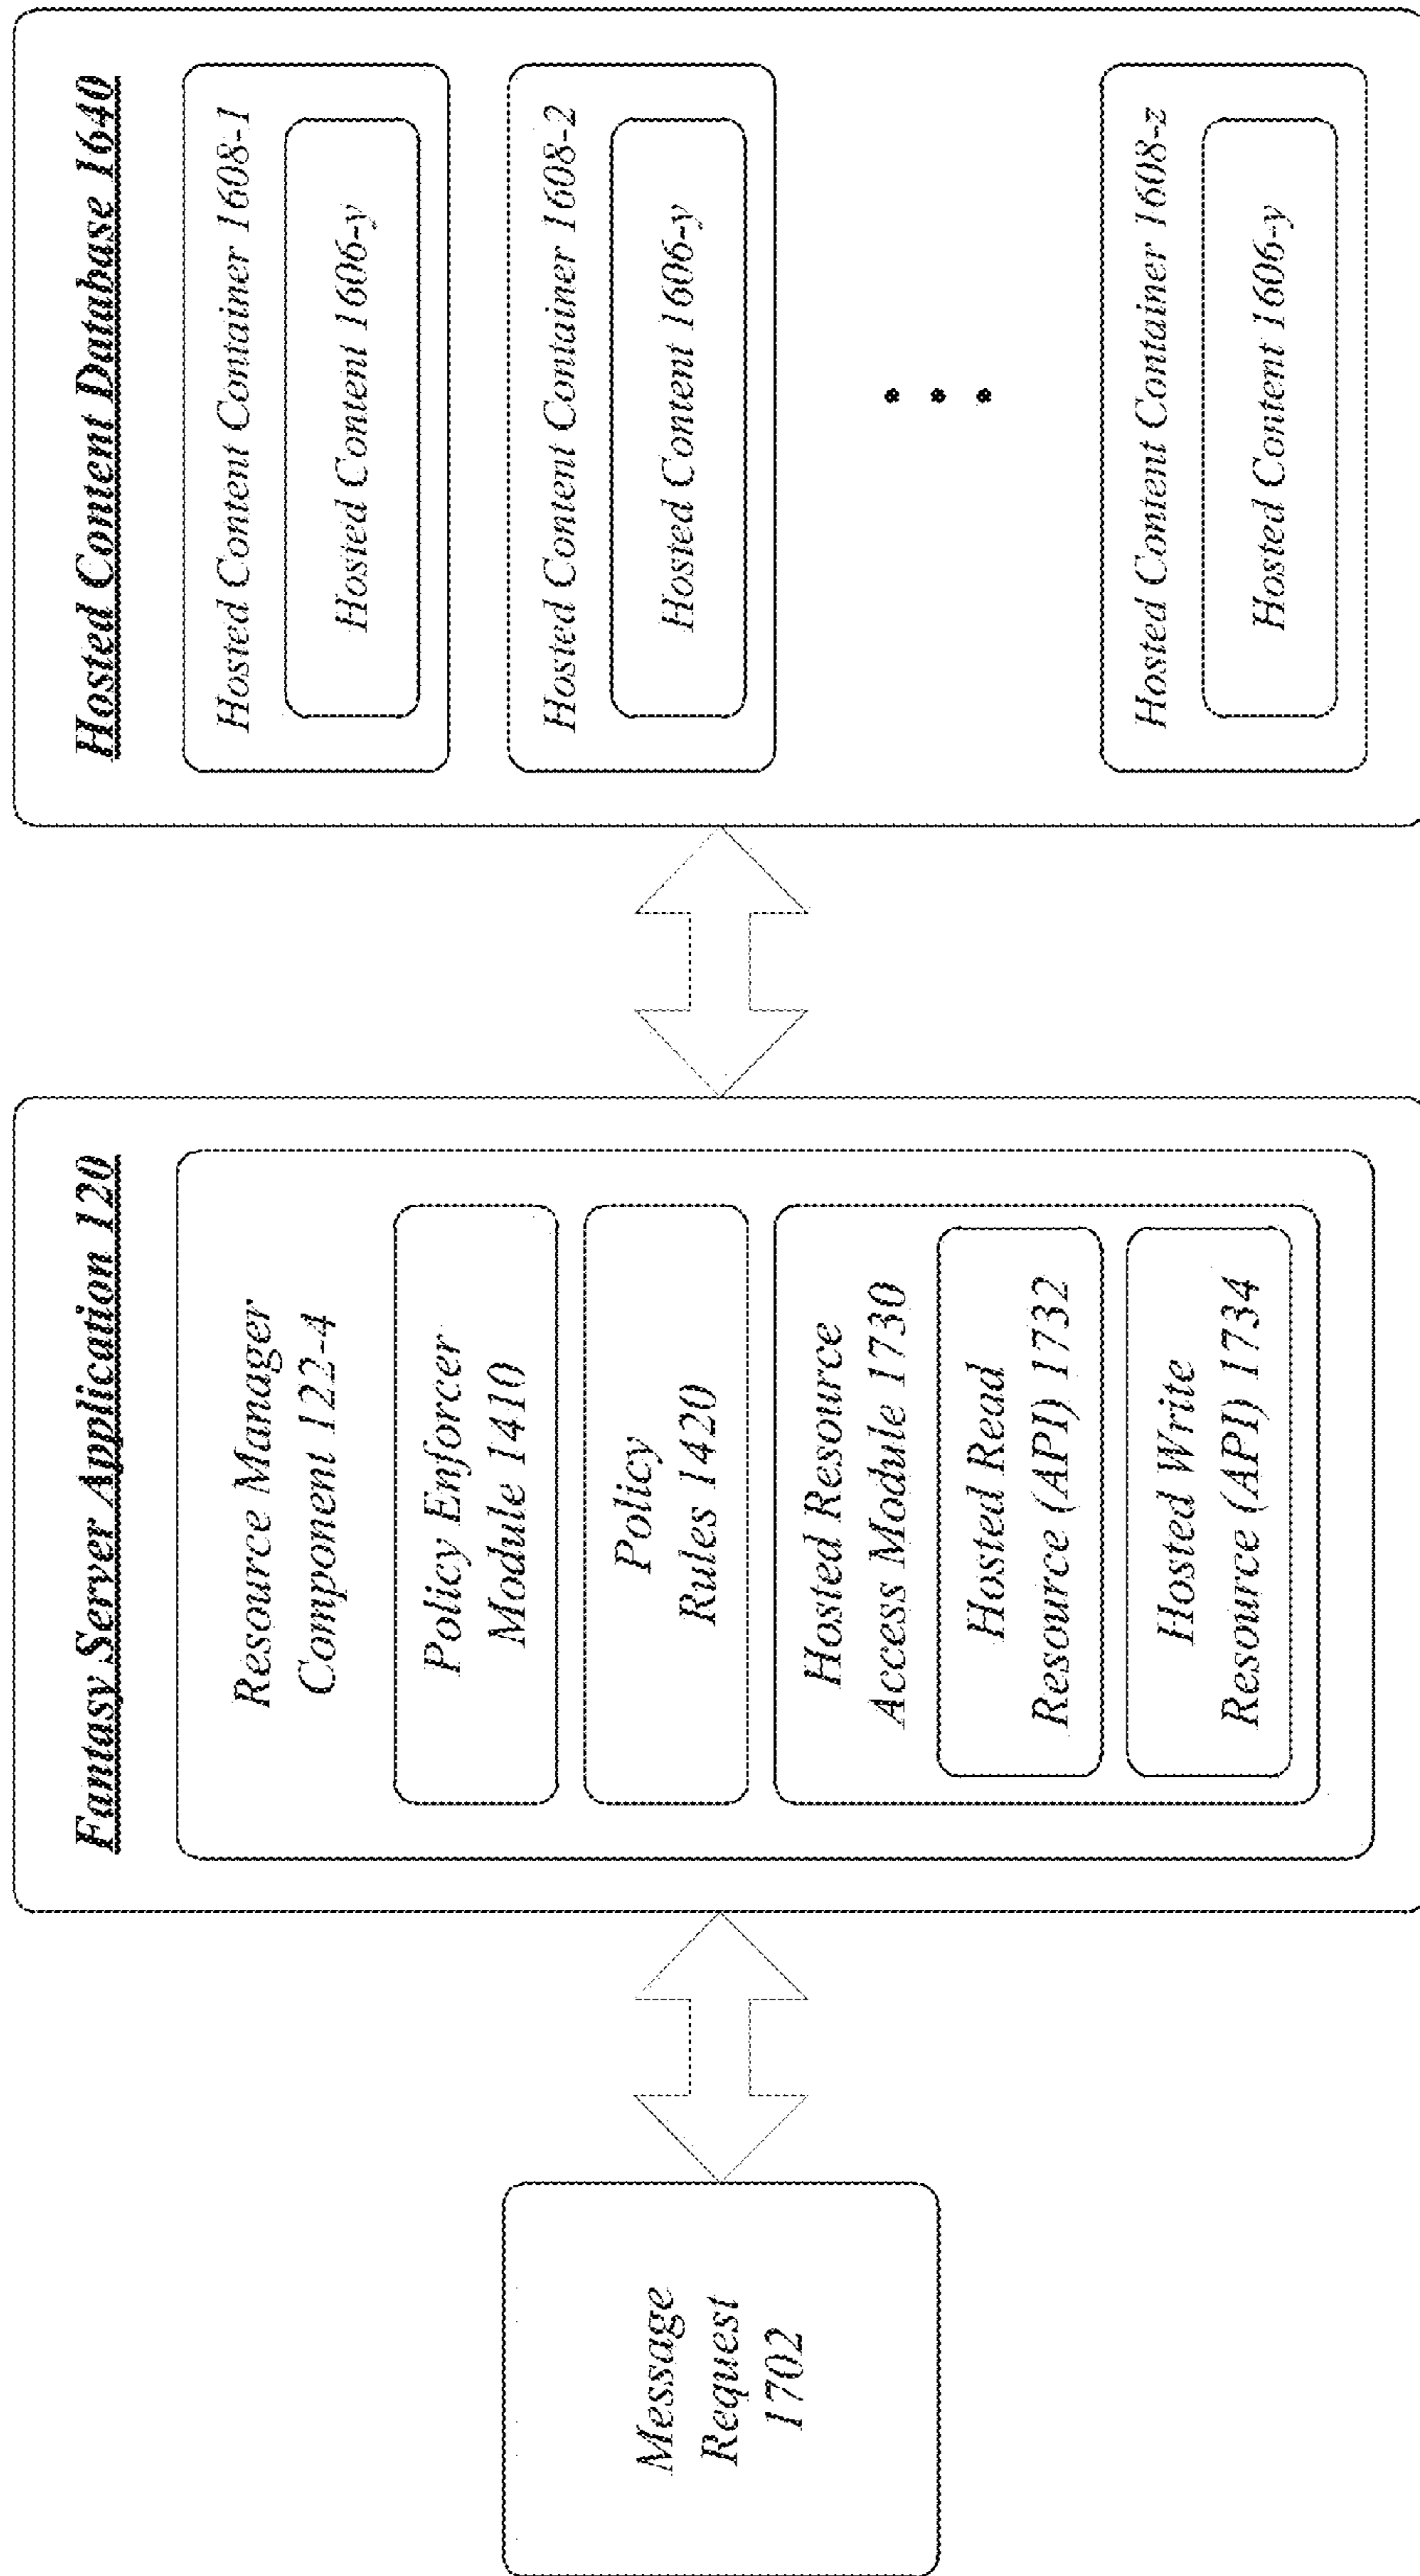 Message
Request
1702
Fantasy Server Application 120
Resource Manager
Component 122-4
Policy Enforcer
Module 1410
Policy
Rules 1420
Hosted Resource
Access Module 1730
Hosted Read
Resource (API) 1732
Hosted Write
Resource (API) 1734
Hosted Content Database 1640
Hosted Content Container 1608-1
Hosted Content 1606-y
Hosted Content Container 1608-2
Hosted Content 1606-y
Hosted Content Container 1608-z
Hosted Content 1606-y